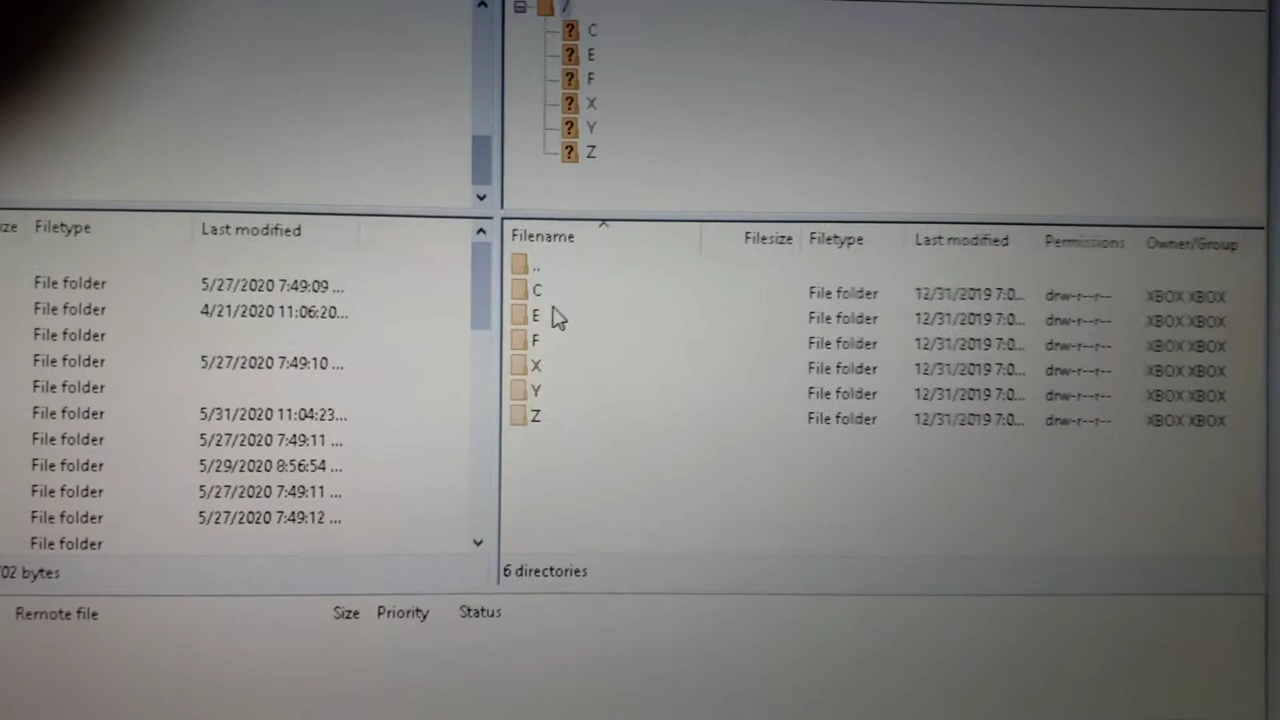 /
? C
? E
? F
? X
? Y
? Z
Filetype Last modified
File folder 5/27/2020 7:49:09 ...
File folder 4/21/2020 11:06:20...
File folder
File folder 5/27/2020 7:49:10 ...
File folder
File folder 5/31/2020 11:04:23...
File folder 5/27/2020 7:49:11 ...
File folder 5/29/2020 8:56:54 ...
File folder 5/27/2020 7:49:11 ...
File folder 5/27/2020 7:49:12 ...
File folder
02 bytes
Filename Filesize Filetype Last modified Permissions Owner/Group
..
C File folder 12/31/2019 7:0... drw-r--r-- XBOX XBOX
E File folder 12/31/2019 7:0... drw-r--r-- XBOX XBOX
F File folder 12/31/2019 7:0... drw-r--r-- XBOX XBOX
X File folder 12/31/2019 7:0... drw-r--r-- XBOX XBOX
Y File folder 12/31/2019 7:0... drw-r--r-- XBOX XBOX
Z File folder 12/31/2019 7:0... drw-r--r-- XBOX XBOX
6 directories
Remote file Size Priority Status